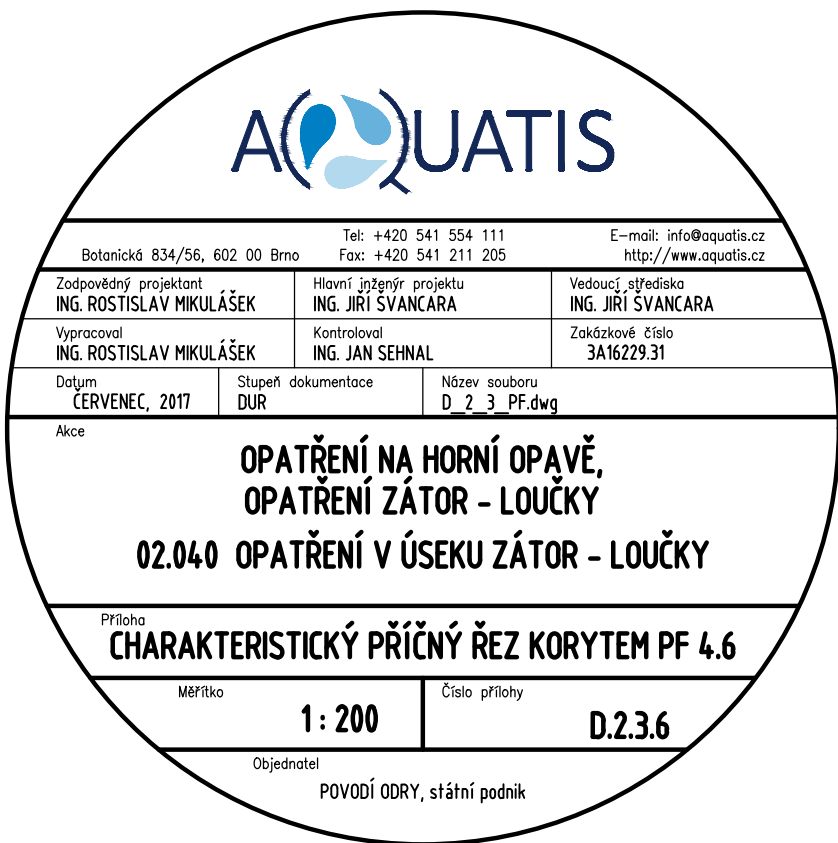 AQUATIS
Botanická 834/56, 602 00 Brno
Tel: +420 541 554 111
Fax: +420 541 211 205
E-mail: info@aquatis.cz
http://www.aquatis.cz
Zodpovědný projektant
ING. ROSTISLAV MIKULÁŠEK
Hlavní inženýr projektu
ING. JIŘÍ ŠVANCARA
Vedoucí střediska
ING. JIŘÍ ŠVANCARA
Vypracoval
ING. ROSTISLAV MIKULÁŠEK
Kontroloval
ING. JAN SEHNAL
Zakázkové číslo
3A16229.31
Datum
ČERVENEC, 2017
Stupeň dokumentace
DUR
Název souboru
D_2_3_PF.dwg
Akce
OPATŘENÍ NA HORNÍ OPAVĚ,
OPATŘENÍ ZÁTOR - LOUČKY
02.040 OPATŘENÍ V ÚSEKU ZÁTOR - LOUČKY
Příloha
CHARAKTERISTICKÝ PŘÍČNÝ ŘEZ KORYTEM PF 4.6
Měřítko
1 : 200
Číslo přílohy
D.2.3.6
Objednatel
POVODÍ ODRY, státní podnik